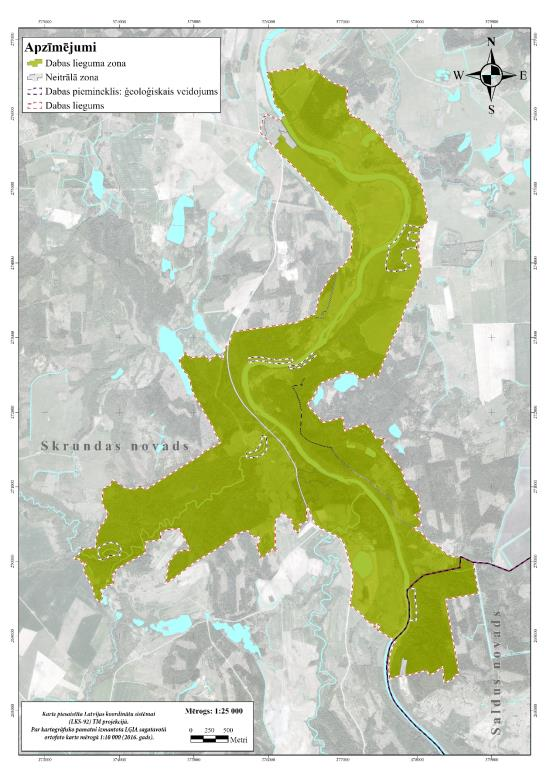 Apzīmējumi
Dabas lieguma zona
Neitrālā zona
Dabas piemineklis: ģeoloģiskais veidojums
Dabas liegums
N
W E
S
Skrundas novads
Saldus novads
Karte piesaistīta Latvijas koordinātu sistēmai
(LKS-92) TM projekcijā.
Par kartogrāfisko pamatni izmantota LĢIA sagatavotā
ortofoto karte mērogā 1:10 000 (2016. gads).
Mērogs: 1:25 000
0 250 500
Metri